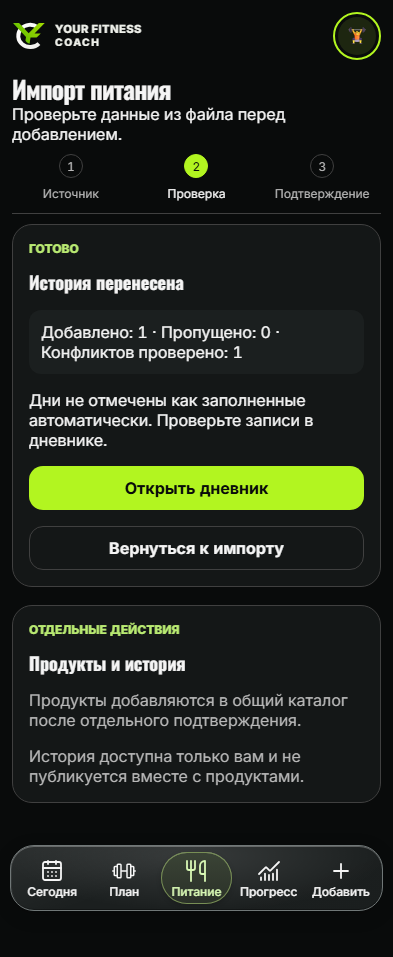 YOUR FITNESS
COACH
Импорт питания
Проверьте данные из файла перед
добавлением.
1
2
3
Источник
Проверка
Подтверждение
ГОТОВО
История перенесена
Добавлено: 1 · Пропущено: 0 ·
Конфликтов проверено: 1
Дни не отмечены как заполненные
автоматически. Проверьте записи в
дневнике.
Открыть дневник
Вернуться к импорту
ОТДЕЛЬНЫЕ ДЕЙСТВИЯ
Продукты и история
Продукты добавляются в общий каталог
после отдельного подтверждения.
История доступна только вам и не
публикуется вместе с продуктами.
Сегодня
План
Питание
Прогресс
Добавить